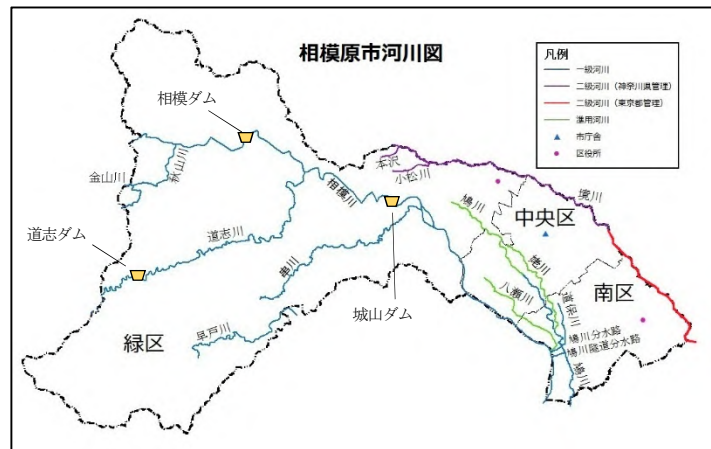 相模原市河川図
凡例
一級河川
二級河川（神奈川県管理）
二級河川（東京都管理）
準用河川
市庁舎
区役所
相模ダム
金山川
秋山川
本沢
小松川
相模川
境川
鳩川
中央区
道志ダム
道志川
串川
姥川
八瀬川
道保川
南区
城山ダム
早戸川
緑区
鳩川分水路
鳩川隧道分水路
鳩川